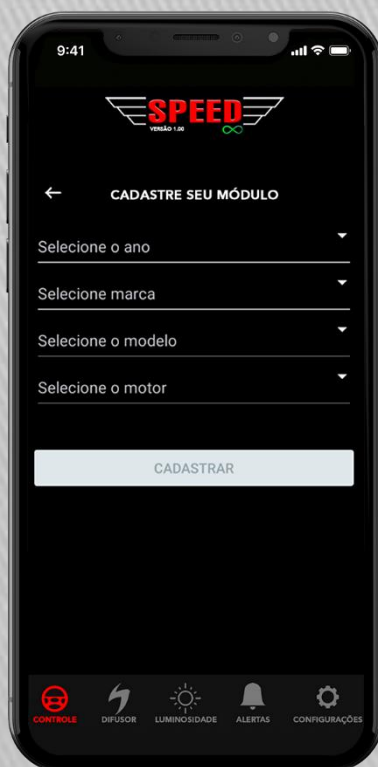 9:41
SPEED
VERSÃO 1.00
CADASTRE SEU MÓDULO
Selecione o ano
Selecione marca
Selecione o modelo
Selecione o motor
CADASTRAR
CONTROLE DIFUSOR LUMINOSIDADE ALERTAS CONFIGURAÇÕES